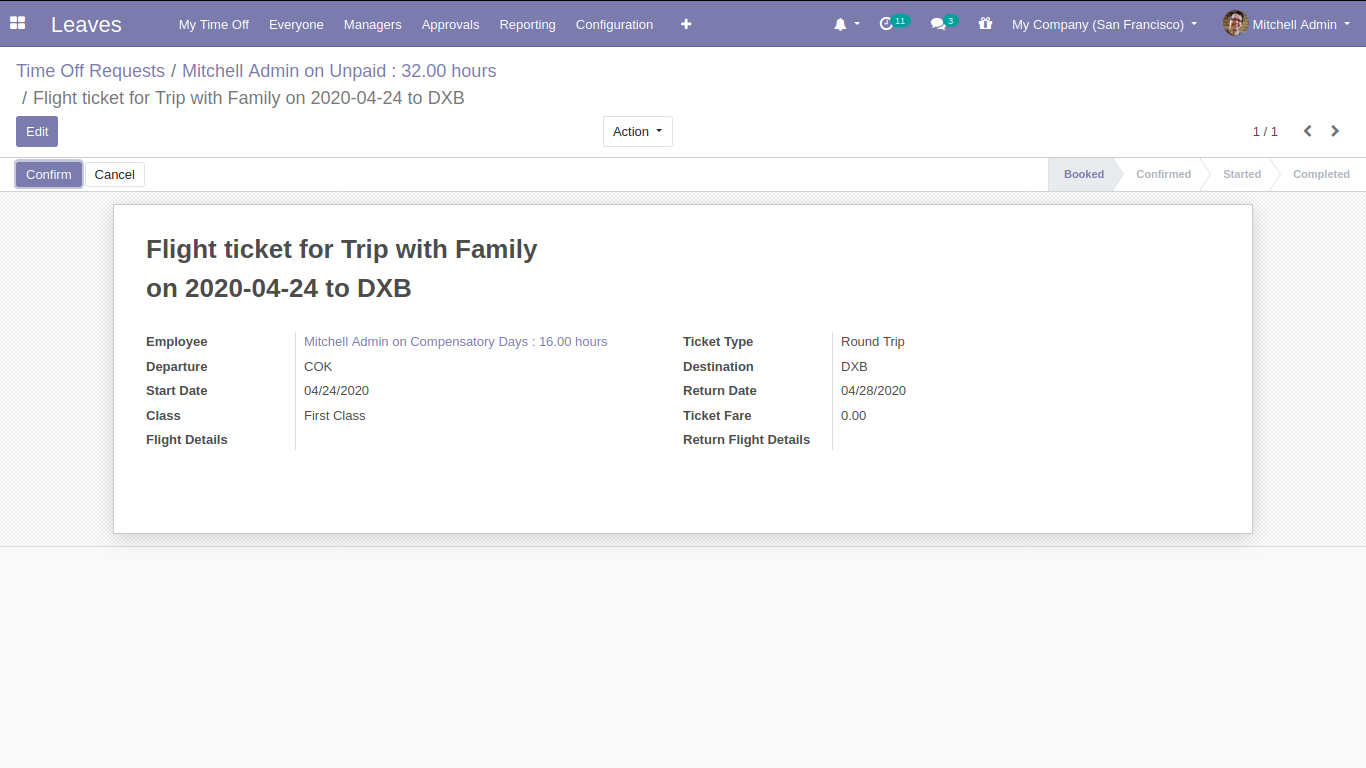 Leaves My Time Off Everyone Managers Approvals Reporting Configuration 11 3 My Company (San Francisco) Mitchell Admin
Time Off Requests / Mitchell Admin on Unpaid : 32.00 hours
/ Flight ticket for Trip with Family on 2020-04-24 to DXB
Edit Action 1 / 1
Confirm Cancel Booked Confirmed Started Completed
Flight ticket for Trip with Family
on 2020-04-24 to DXB
Employee Mitchell Admin on Compensatory Days : 16.00 hours Ticket Type Round Trip
Departure COK Destination DXB
Start Date 04/24/2020 Return Date 04/28/2020
Class First Class Ticket Fare 0.00
Flight Details Return Flight Details